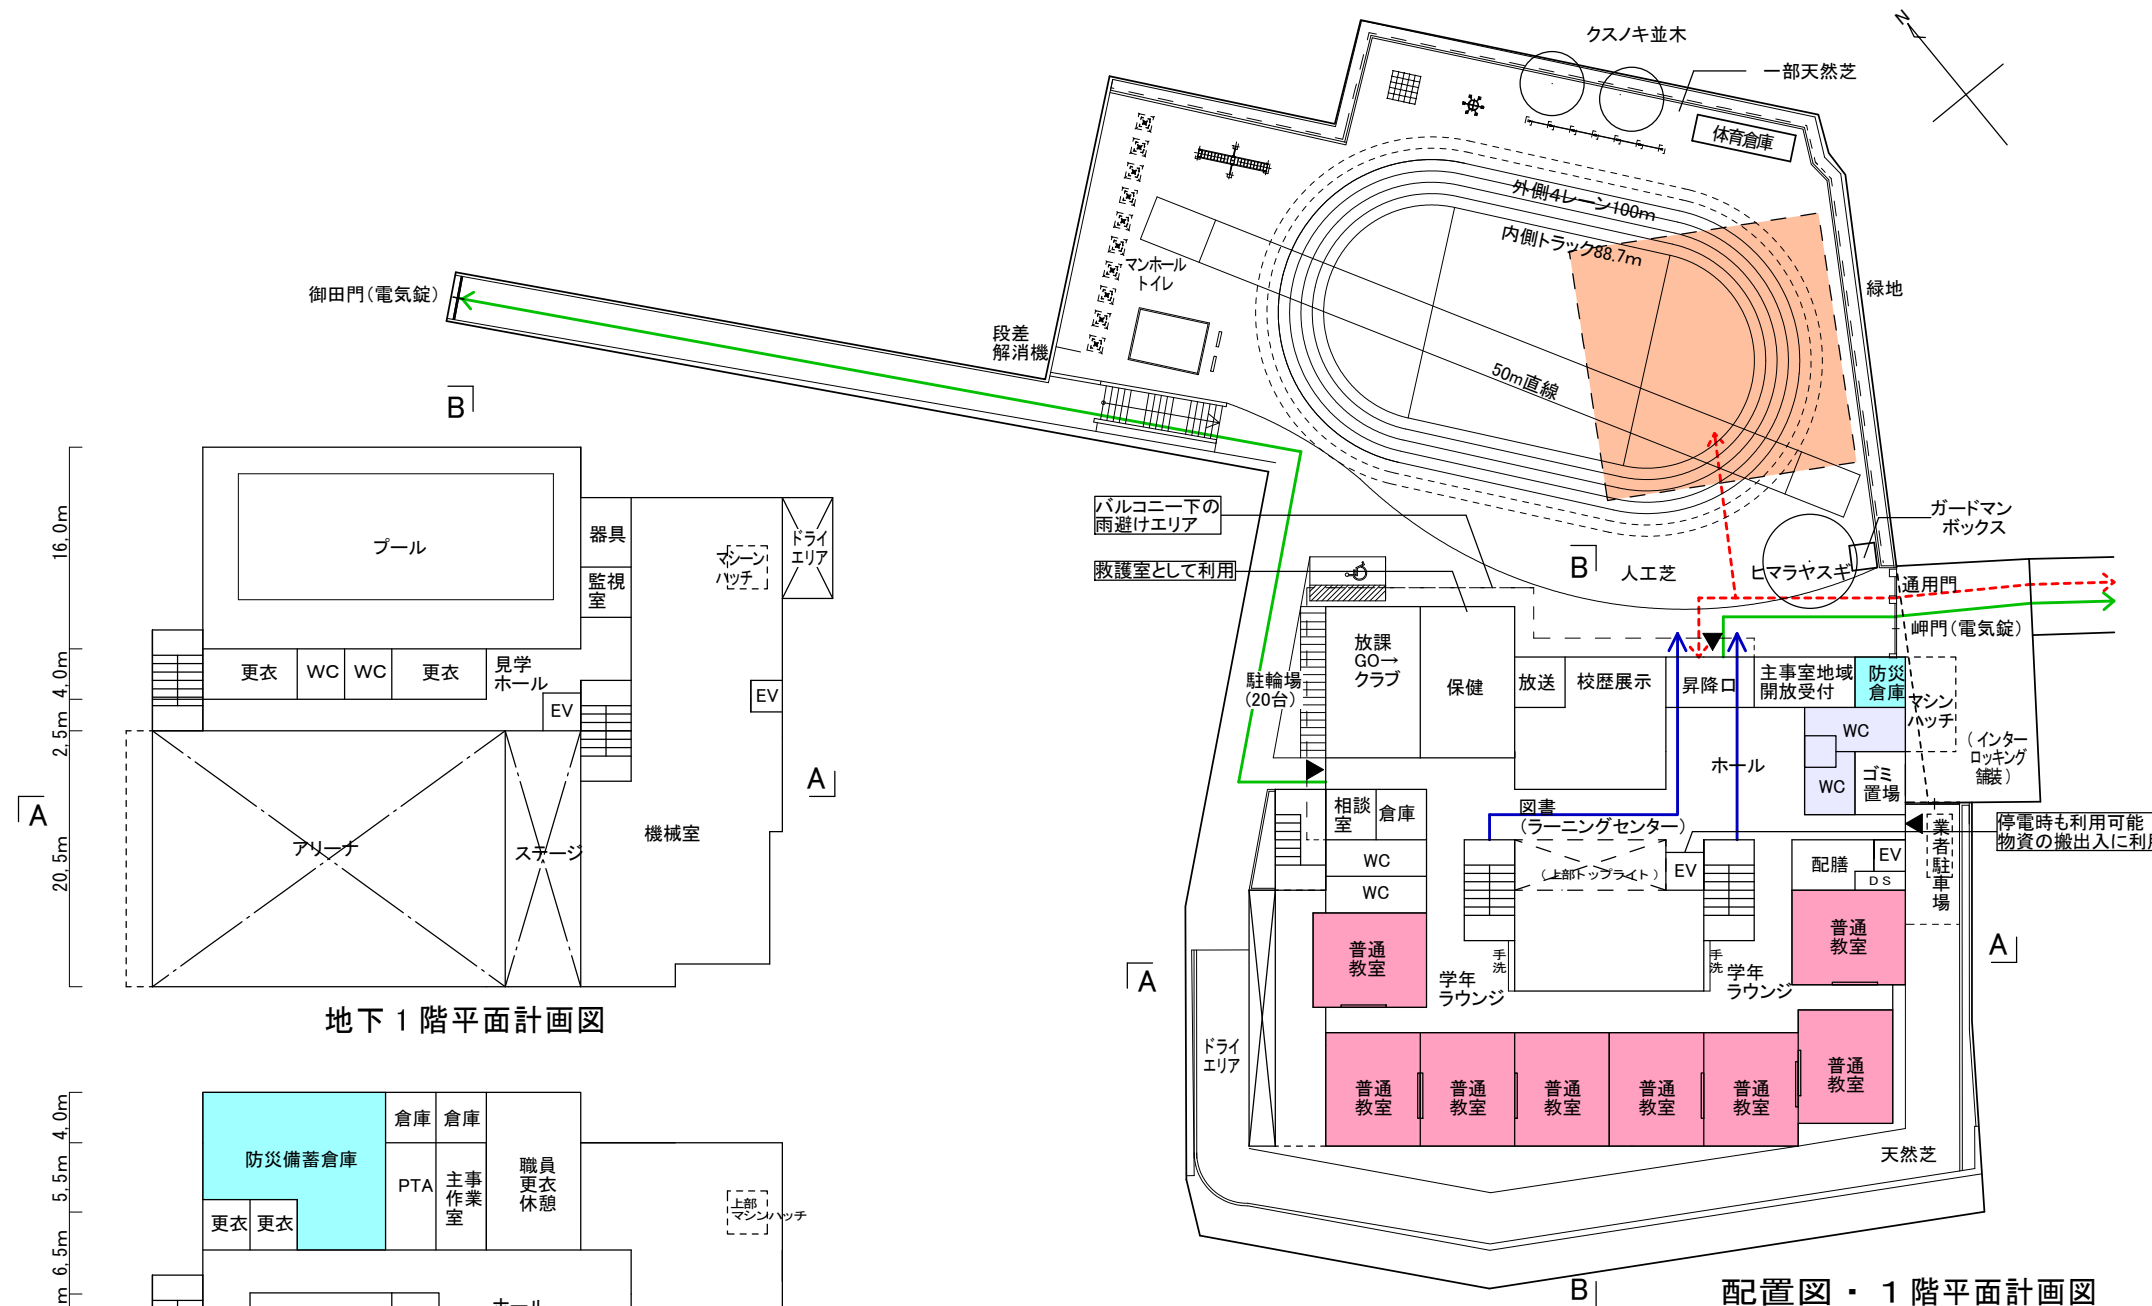 クスノキ並木
一部天然芝
N
体育倉庫
外側4レーン100m
内側トラック88.7m
緑地
マンホール
トイレ
御田門(電気錠)
段差
解消機
50m直線
B
ガードマン
ボックス
バルコニー下の
雨避けエリア
救護室として利用
B
人工芝
ヒマラヤスギ
通用門
岬門(電気錠)
放課
GO→
クラブ
保健
放送
校歴展示
昇降口
主事室地域
開放受付
防災
倉庫
マシン
ハッチ
駐輪場
(20台)
WC
(インター
ロッキング
舗装)
ホール
WC
ゴミ
置場
相談
室
倉庫
図書
(ラーニングセンター)
停電時も利用可能
業者駐車場
WC
(上部トップライト)
EV
配膳
EV
DS
WC
普通
教室
手洗
学年
ラウンジ
手洗
学年
ラウンジ
普通
教室
A
A
ドライ
エリア
普通
教室
普通
教室
普通
教室
普通
教室
普通
教室
普通
教室
天然芝
B
配置図・1階平面計画図
16,0m
4,0m
2,5m
20,5m
プール
器具
監視
室
マシーン
ハッチ
ドライ
エリア
更衣
WC
WC
更衣
見学
ホール
EV
EV
A
A
アリーナ
ステージ
機械室
地下1階平面計画図
4,0m
5,5m
6,5m
m
防災備蓄倉庫
倉庫
倉庫
PTA
主事
作業
室
職員
更衣
休憩
更衣
更衣
上部
マシンハッチ